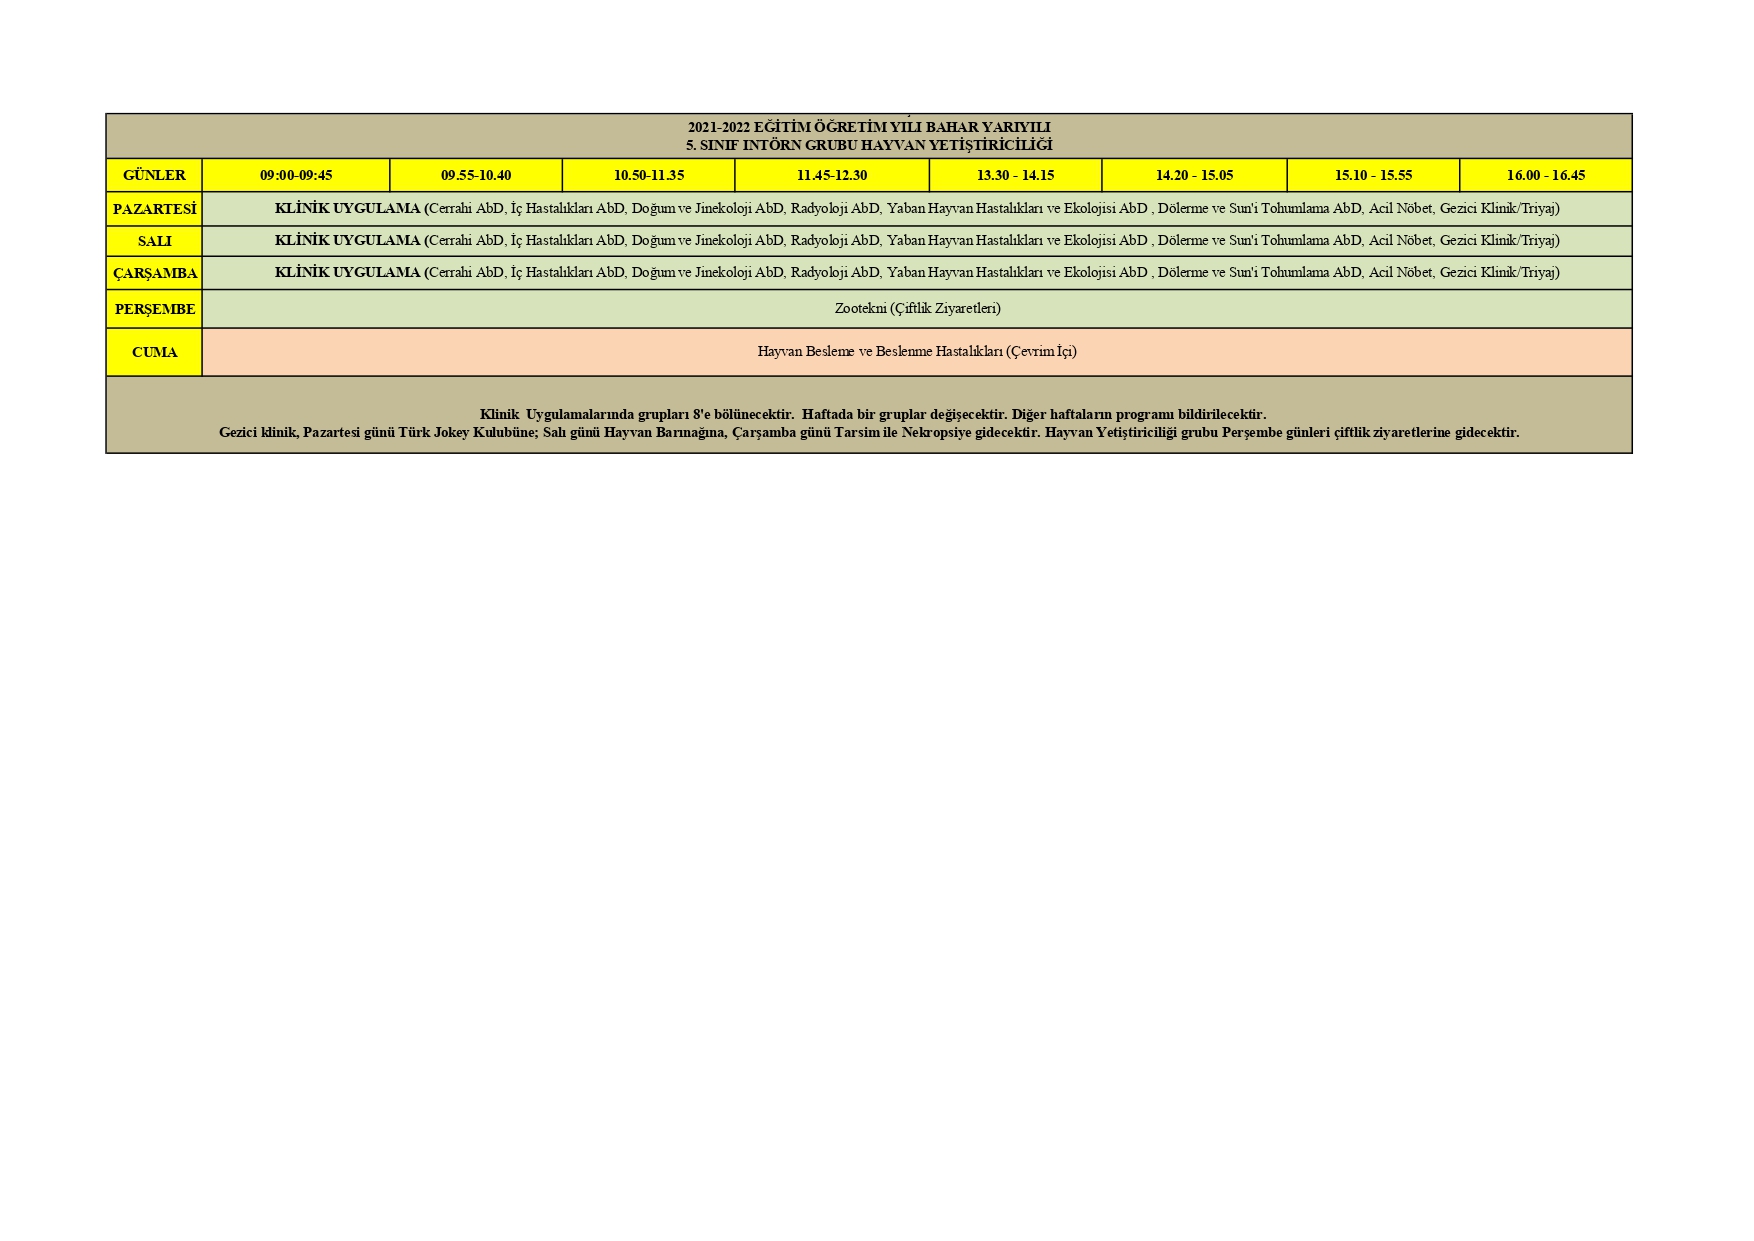 2021-2022 EĞİTİM ÖĞRETİM YILI BAHAR YARIYILI
5. SINIF INTÖRN GRUBU HAYVAN YETİŞTİRİCİLİĞİ
GÜNLER 09:00-09:45 09.55-10.40 10.50-11.35 11.45-12.30 13.30 - 14.15 14.20 - 15.05 15.10 - 15.55 16.00 - 16.45
PAZARTESİ KLİNİK UYGULAMA (Cerrahi AbD, İç Hastalıkları AbD, Doğum ve Jinekoloji AbD, Radyoloji AbD, Yaban Hayvan Hastalıkları ve Ekolojisi AbD , Dölerme ve Sun'i Tohumlama AbD, Acil Nöbet, Gezici Klinik/Triyaj)
SALI KLİNİK UYGULAMA (Cerrahi AbD, İç Hastalıkları AbD, Doğum ve Jinekoloji AbD, Radyoloji AbD, Yaban Hayvan Hastalıkları ve Ekolojisi AbD , Dölerme ve Sun'i Tohumlama AbD, Acil Nöbet, Gezici Klinik/Triyaj)
ÇARŞAMBA KLİNİK UYGULAMA (Cerrahi AbD, İç Hastalıkları AbD, Doğum ve Jinekoloji AbD, Radyoloji AbD, Yaban Hayvan Hastalıkları ve Ekolojisi AbD , Dölerme ve Sun'i Tohumlama AbD, Acil Nöbet, Gezici Klinik/Triyaj)
PERŞEMBE Zootekni (Çiftlik Ziyaretleri)
CUMA Hayvan Besleme ve Beslenme Hastalıkları (Çevrim İçi)
Klinik Uygulamalarında grupları 8'e bölünecektir. Haftada bir gruplar değişecektir. Diğer haftaların programı bildirilecektir.
Gezici klinik, Pazartesi günü Türk Jokey Kulubüne; Salı günü Hayvan Barınağına, Çarşamba günü Tarsim ile Nekropsiye gidecektir. Hayvan Yetiştiriciliği grubu Perşembe günleri çiftlik ziyaretlerine gidecektir.